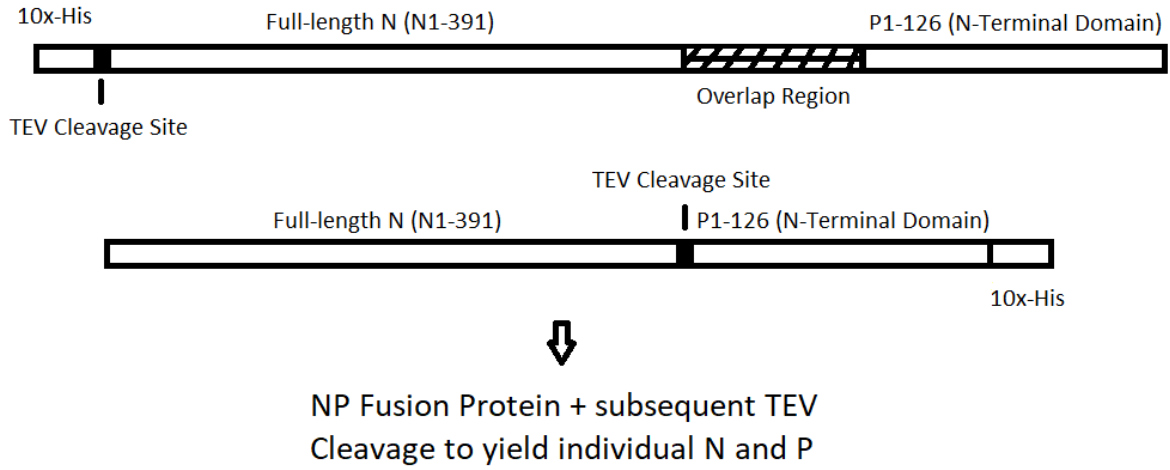 10x-His
Full-length N (N1-391)
P1-126 (N-Terminal Domain)
Overlap Region
TEV Cleavage Site
TEV Cleavage Site
Full-length N (N1-391)
P1-126 (N-Terminal Domain)
10x-His
NP Fusion Protein + subsequent TEV
Cleavage to yield individual N and P